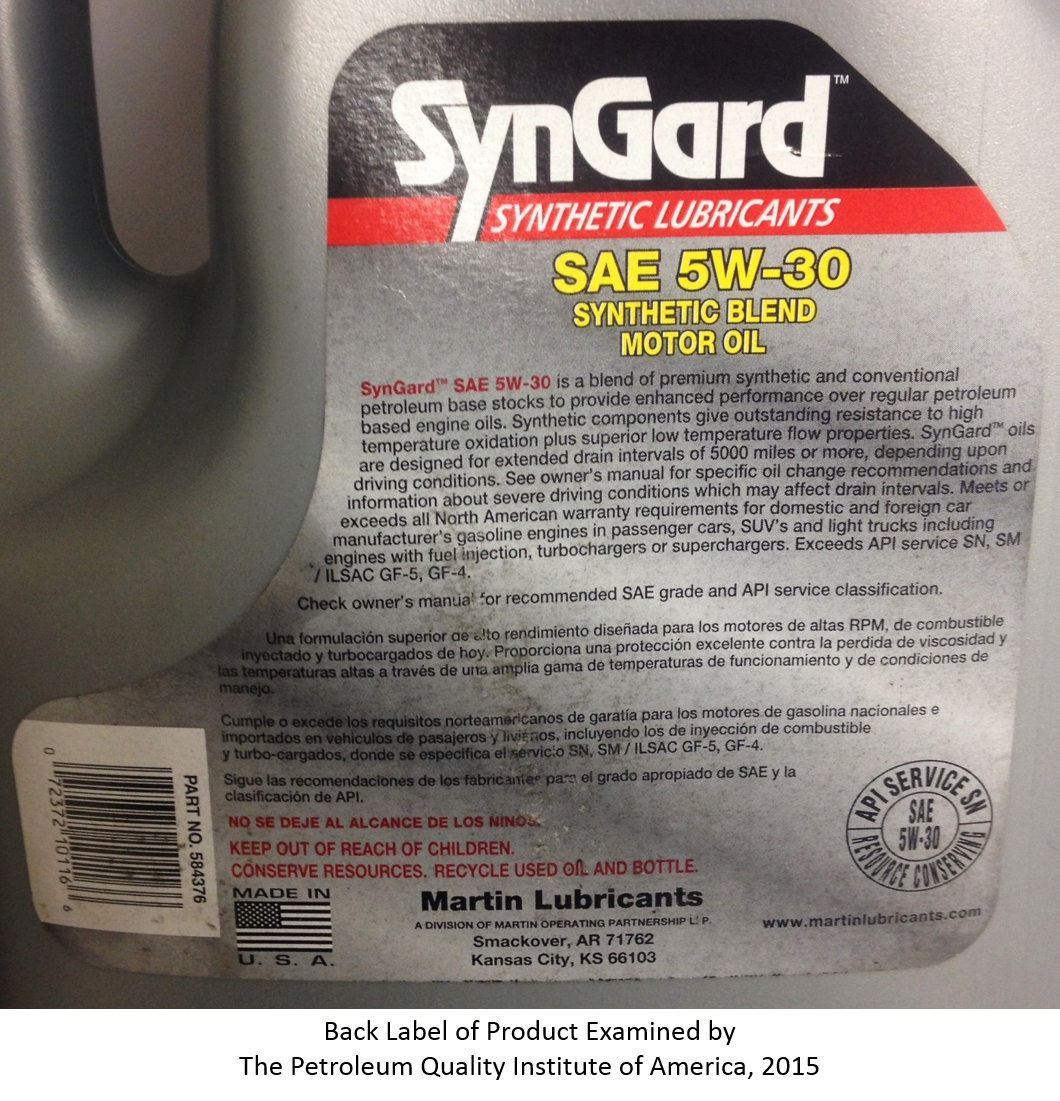 SynGard™
SYNTHETIC LUBRICANTS
SAE 5W-30
SYNTHETIC BLEND
MOTOR OIL
SynGard™ SAE 5W-30 is a blend of premium synthetic and conventional
petroleum base stocks to provide enhanced performance over regular petroleum
based engine oils. Synthetic components give outstanding resistance to high
temperature oxidation plus superior low temperature flow properties. SynGard™ oils
are designed for extended drain intervals of 5000 miles or more, depending upon
driving conditions. See owner's manual for specific oil change recommendations and
information about severe driving conditions which may affect drain intervals. Meets or
exceeds all North American warranty requirements for domestic and foreign car
manufacturer's gasoline engines in passenger cars, SUV's and light trucks including
engines with fuel injection, turbochargers or superchargers. Exceeds API service SN, SM
/ ILSAC GF-5, GF-4.
Check owner's manual for recommended SAE grade and API service classification.
Una formulación superior de alto rendimiento diseñada para los motores de altas RPM, de combustible
inyectado y turbocargados de hoy. Proporciona una protección excelente contra la perdida de viscosidad y
las temperaturas altas a través de una amplia gama de temperaturas de funcionamiento y de condiciones de
manejo.
Cumple o excede los requisitos norteamericanos de garatía para los motores de gasolina nacionales e
importados en vehículos de pasajeros y livianos, incluyendo los de inyección de combustible
y turbo-cargados, donde se especifica el servicio SN, SM / ILSAC GF-5, GF-4.
Sigue las recomendaciones de los fabricantes para el grado apropiado de SAE y la
clasificación de API.
NO SE DEJE AL ALCANCE DE LOS NINOS.
KEEP OUT OF REACH OF CHILDREN.
CONSERVE RESOURCES. RECYCLE USED OIL AND BOTTLE.
PART NO. 584376
0 72372 10116 6
MADE IN
U. S. A.
Martin Lubricants
A DIVISION OF MARTIN OPERATING PARTNERSHIP L. P.
Smackover, AR 71762
Kansas City, KS 66103
API SERVICE SN
SAE
5W-30
RESOURCE CONSERVING
www.martinlubricants.com
Back Label of Product Examined by
The Petroleum Quality Institute of America, 2015